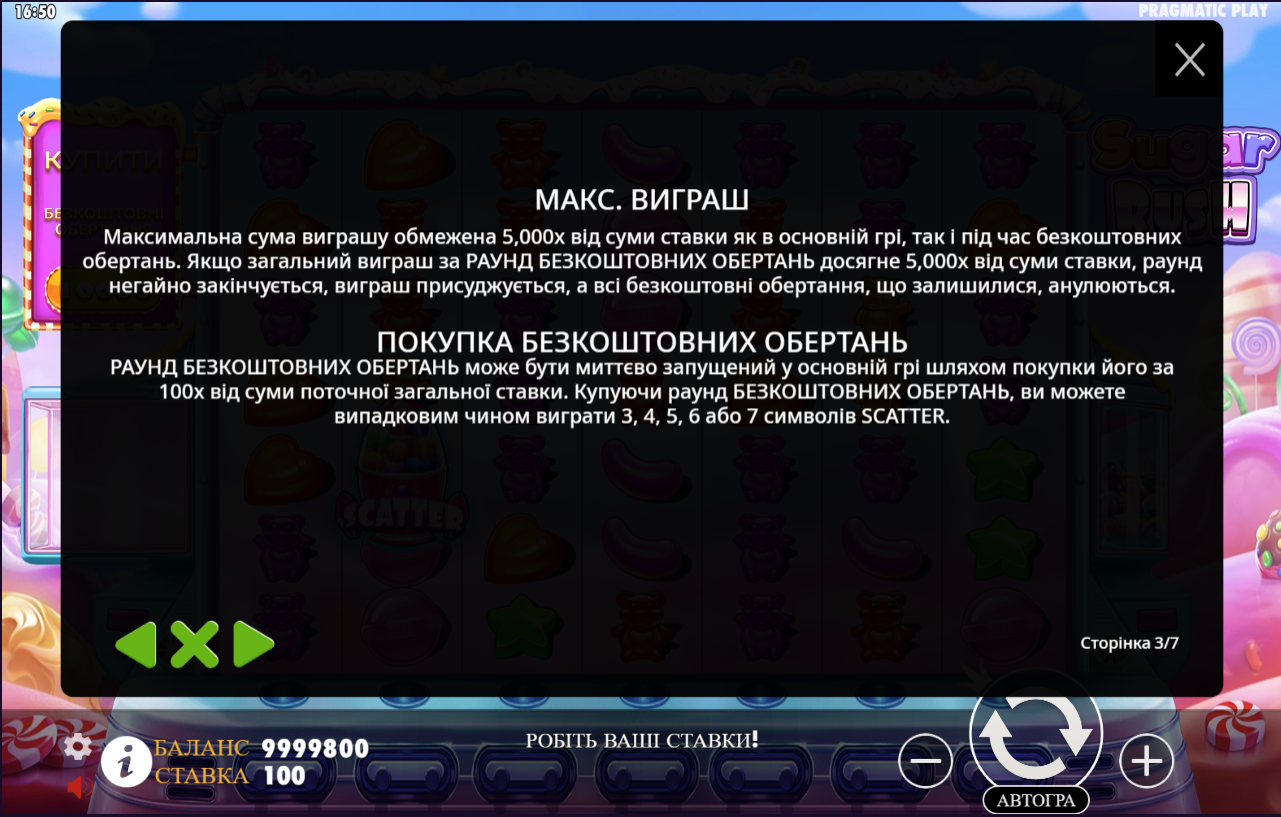 16:50
PRAGMATIC PLAY
КУПИТИ
БЕЗКОШТОВНІ
Sugar
RUSH
МАКС. ВИГРАШ
Максимальна сума виграшу обмежена 5,000x від суми ставки як в основній грі, так і під час безкоштовних
обертань. Якщо загальний виграш за РАУНД БЕЗКОШТОВНИХ ОБЕРТАНЬ досягне 5,000x від суми ставки, раунд
негайно закінчується, виграш присуджується, а всі безкоштовні обертання, що залишилися, анулюються.
ПОКУПКА БЕЗКОШТОВНИХ ОБЕРТАНЬ
РАУНД БЕЗКОШТОВНИХ ОБЕРТАНЬ може бути миттєво запущений у основній грі шляхом покупки його за
100x від суми поточної загальної ставки. Купуючи раунд БЕЗКОШТОВНИХ ОБЕРТАНЬ, ви можете
випадковим чином виграти 3, 4, 5, 6 або 7 символів SCATTER.
SCATTER
Сторінка 3/7
БАЛАНС 9999800
СТАВКА 100
РОБІТЬ ВАШІ СТАВКИ!
АВТОГРА